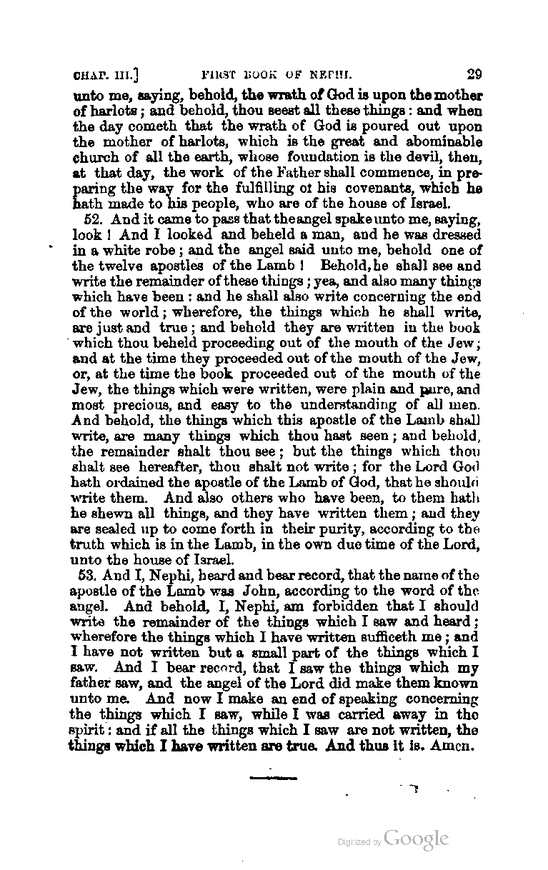 CHAP. III.] FIRST BOOK OF NEPHI. 29
unto me, saying, behold, the wrath of God is upon the mother
of harlots; and behold, thou seest all these things: and when
the day cometh that the wrath of God is poured out upon
the mother of harlots, which is the great and abominable
church of all the earth, whose foundation is the devil, then,
at that day, the work of the Father shall commence, in pre-
paring the way for the fulfilling of his covenants, which he
hath made to his people, who are of the house of Israel.
52. And it came to pass that the angel spake unto me, saying,
look! And I looked and beheld a man, and he was dressed
in a white robe; and the angel said unto me, behold one of
the twelve apostles of the Lamb! Behold, he shall see and
write the remainder of these things; yea, and also many things
which have been: and he shall also write concerning the end
of the world; wherefore, the things which he shall write,
are just and true; and behold they are written in the book
which thou beheld proceeding out of the mouth of the Jew;
and at the time they proceeded out of the mouth of the Jew,
or, at the time the book proceeded out of the mouth of the
Jew, the things which were written, were plain and pure, and
most precious, and easy to the understanding of all men.
And behold, the things which this apostle of the Lamb shall
write, are many things which thou hast seen; and behold,
the remainder shalt thou see; but the things which thou
shalt see hereafter, thou shalt not write; for the Lord God
hath ordained the apostle of the Lamb of God, that he should
write them. And also others who have been, to them hath
he shewn all things, and they have written them; and they
are sealed up to come forth in their purity, according to the
truth which is in the Lamb, in the own due time of the Lord,
unto the house of Israel.
53. And I, Nephi, heard and bear record, that the name of the
apostle of the Lamb was John, according to the word of the
angel. And behold, I, Nephi, am forbidden that I should
write the remainder of the things which I saw and heard;
wherefore the things which I have written sufficeth me; and
I have not written but a small part of the things which I
saw. And I bear record, that I saw the things which my
father saw, and the angel of the Lord did make them known
unto me. And now I make an end of speaking concerning
the things which I saw, while I was carried away in the
spirit: and if all the things which I saw are not written, the
things which I have written are true. And thus it is. Amen.
Digitized by Google